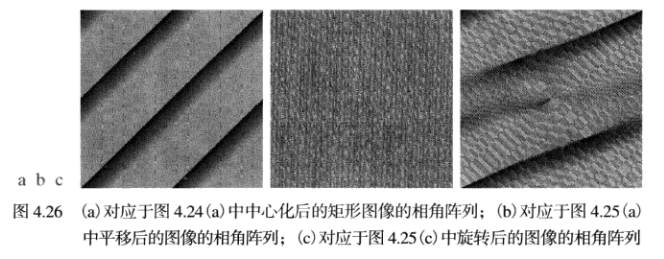 a b c
图 4.26 (a)对应于图 4.24(a)中中心化后的矩形图像的相角阵列；(b)对应于图 4.25(a)
中平移后的图像的相角阵列；(c)对应于图 4.25(c)中旋转后的图像的相角阵列